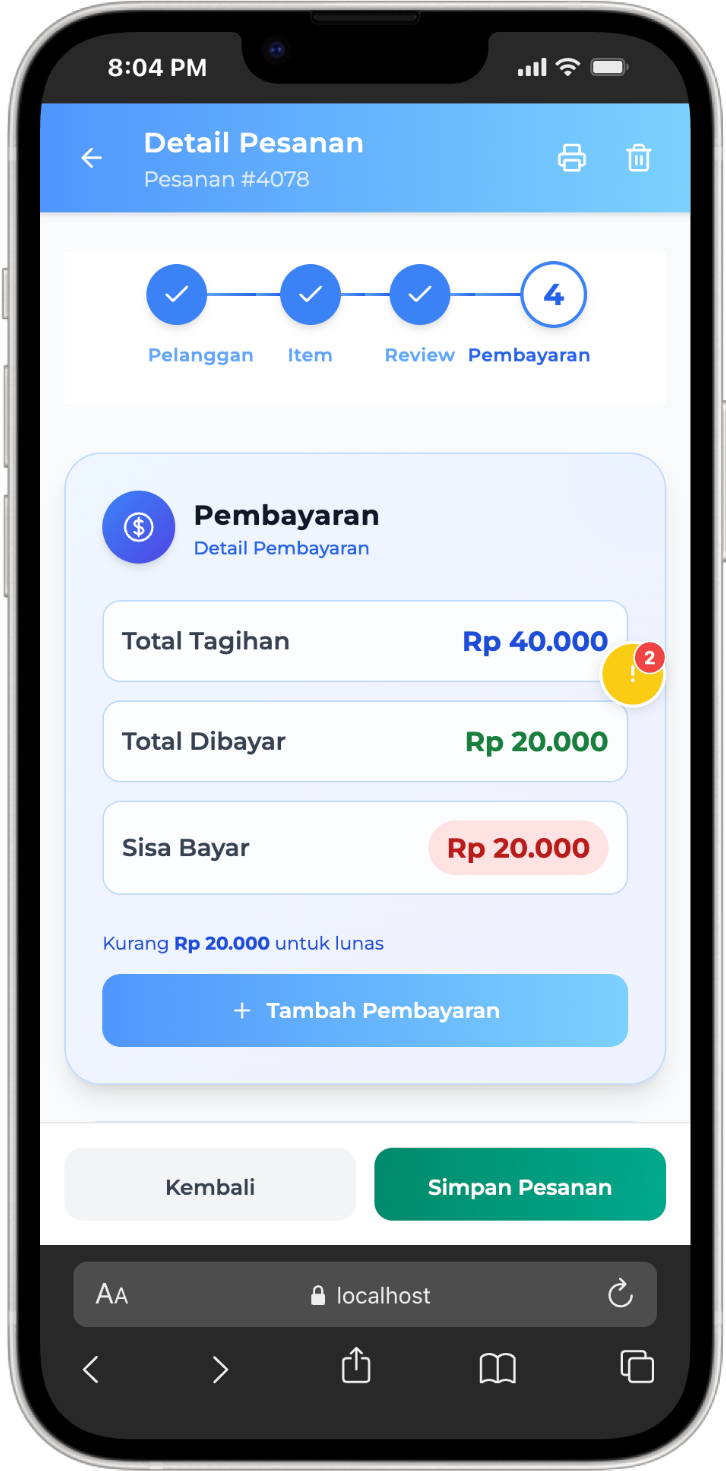 8:04 PM
Detail Pesanan
Pesanan #4078
4
Pelanggan Item Review Pembayaran
$ Pembayaran
Detail Pembayaran
Total Tagihan Rp 40.000
! 2
Total Dibayar Rp 20.000
Sisa Bayar Rp 20.000
Kurang Rp 20.000 untuk lunas
+ Tambah Pembayaran
Kembali Simpan Pesanan
AA localhost